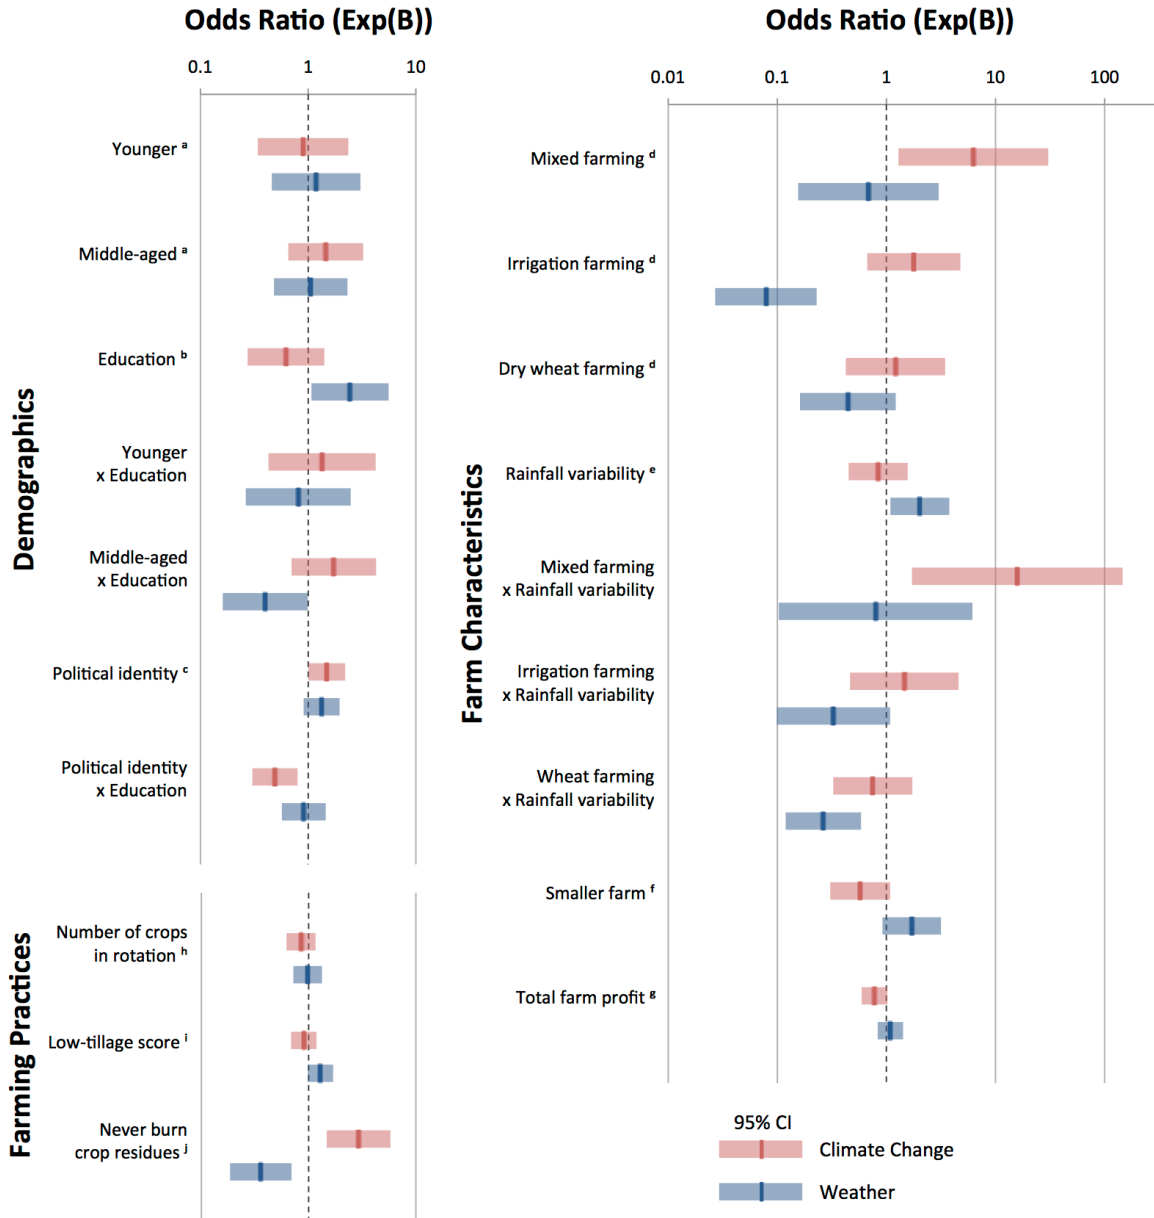 Odds Ratio (Exp(B))
0.1 1 10
Demographics
Younger a
Middle-aged a
Education b
Younger
x Education
Middle-aged
x Education
Political identity c
Political identity
x Education
Farming Practices
Number of crops
in rotation h
Low-tillage score i
Never burn
crop residues j
Odds Ratio (Exp(B))
0.01 0.1 1 10 100
Farm Characteristics
Mixed farming d
Irrigation farming d
Dry wheat farming d
Rainfall variability e
Mixed farming
x Rainfall variability
Irrigation farming
x Rainfall variability
Wheat farming
x Rainfall variability
Smaller farm f
Total farm profit g
95% CI
Climate Change
Weather